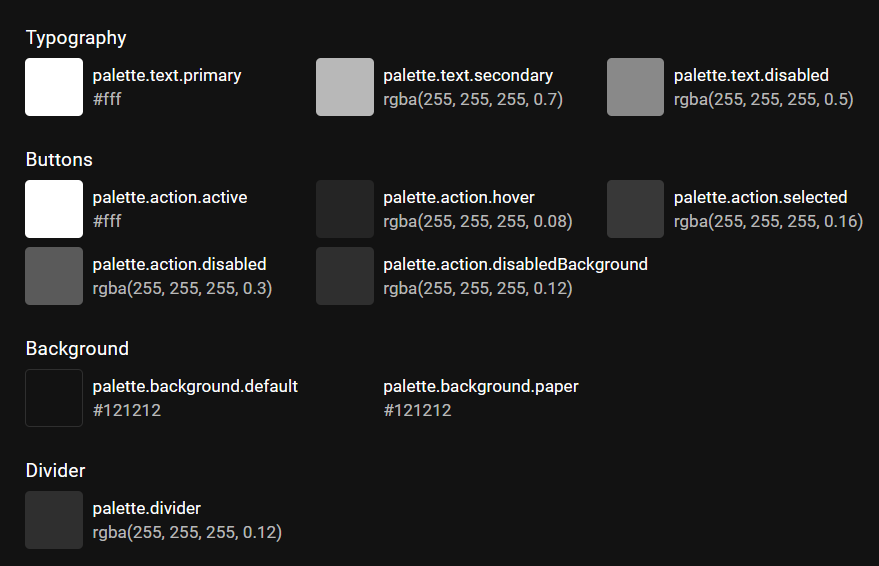 Typography
palette.text.primary
#fff
palette.text.secondary
rgba(255, 255, 255, 0.7)
palette.text.disabled
rgba(255, 255, 255, 0.5)
Buttons
palette.action.active
#fff
palette.action.hover
rgba(255, 255, 255, 0.08)
palette.action.selected
rgba(255, 255, 255, 0.16)
palette.action.disabled
rgba(255, 255, 255, 0.3)
palette.action.disabledBackground
rgba(255, 255, 255, 0.12)
Background
palette.background.default
#121212
palette.background.paper
#121212
Divider
palette.divider
rgba(255, 255, 255, 0.12)